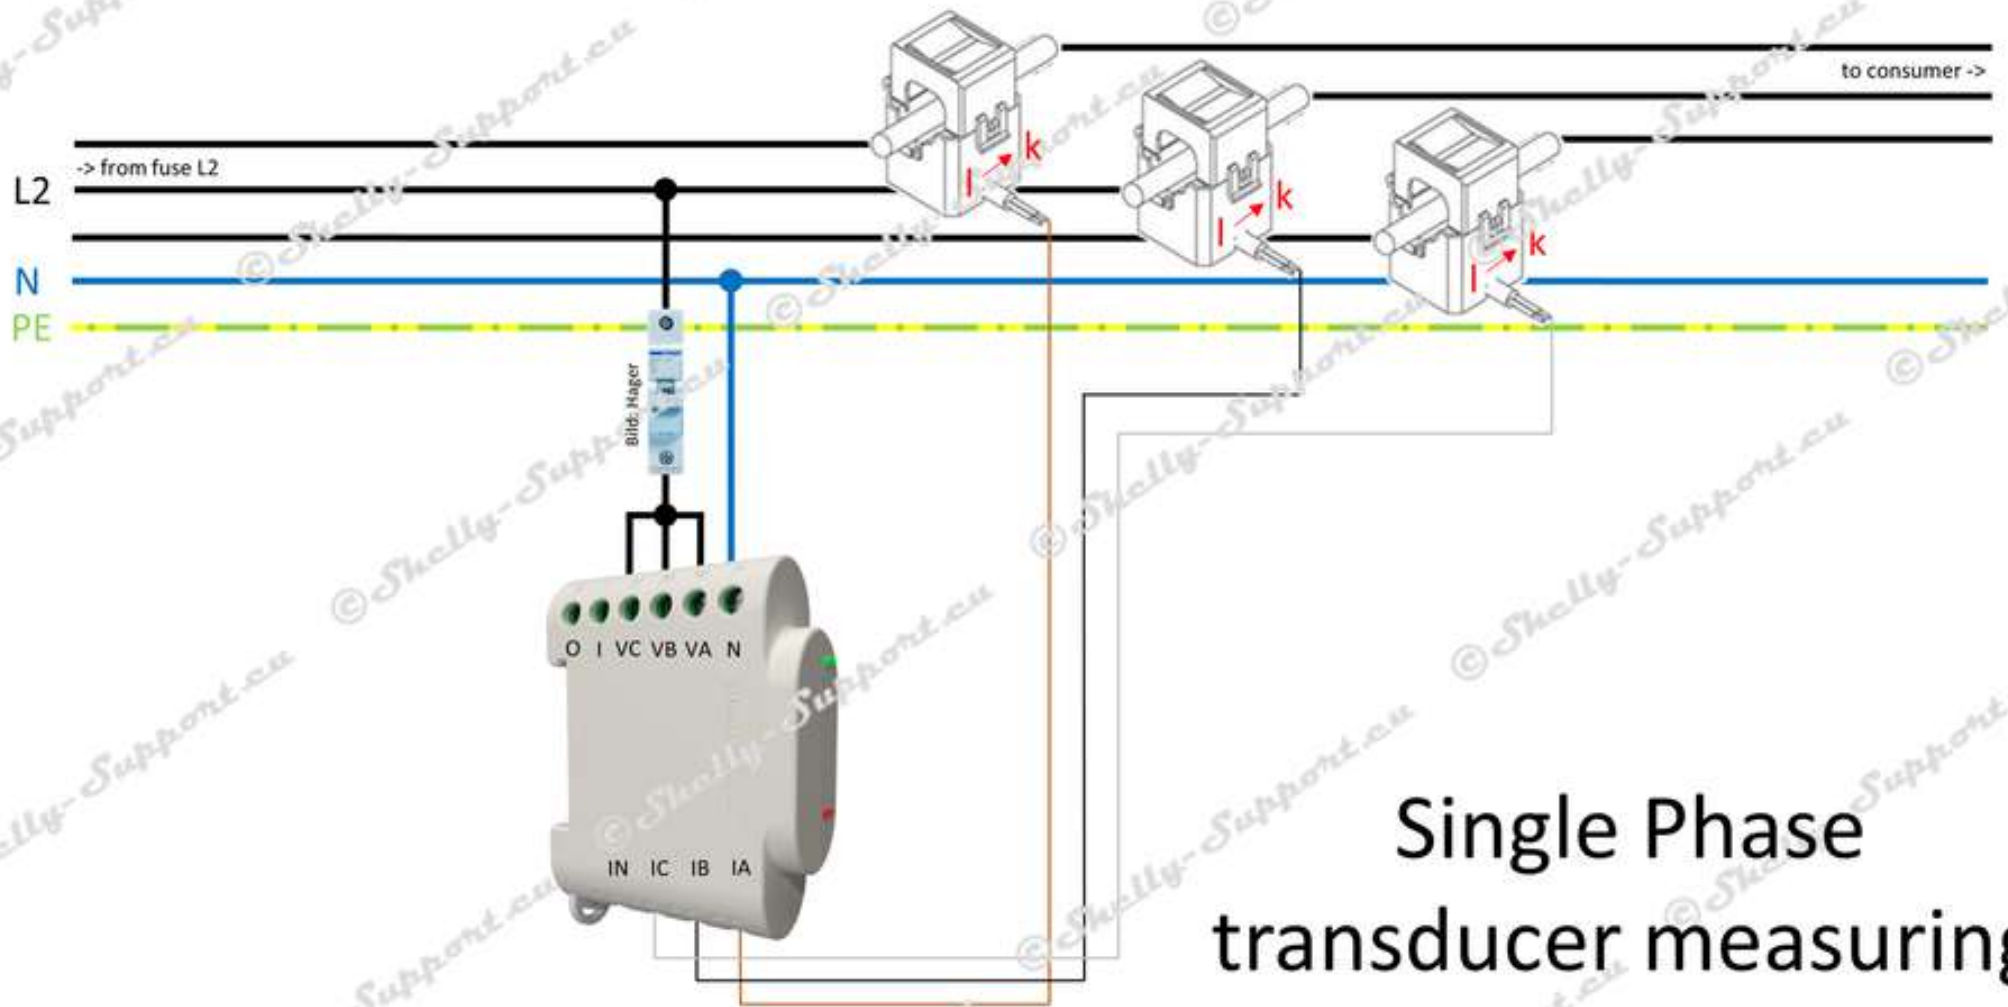 to consumer ->
-> from fuse L2
L2
N
PE
l k
l k
l k
Bild: Hager
O I VC VB VA N
IN IC IB IA
Single Phase
transducer measuring
© Shelly-Support.eu